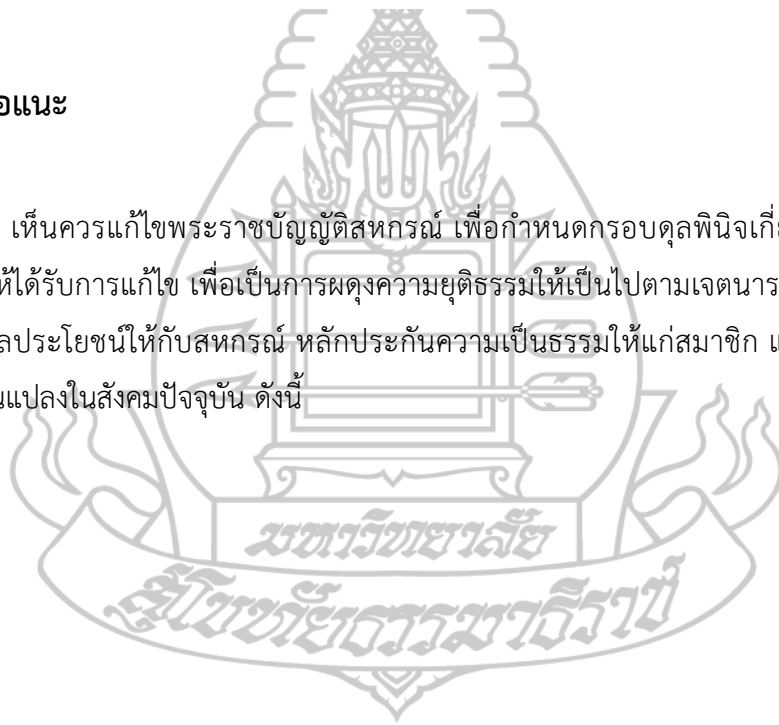 อแนะ
เห็นควรแก้ไขพระราชบัญญัติสหกรณ์ เพื่อกำหนดกรอบดุลพินิจเกี่
ห้ได้รับการแก้ไข เพื่อเป็นการผดุงความยุติธรรมให้เป็นไปตามเจตนาร
ลประโยชน์ให้กับสหกรณ์ หลักประกันความเป็นธรรมให้แก่สมาชิก แ
นแปลงในสังคมปัจจุบัน ดังนี้
มหาวิทยาลัย
สุโขทัยธรรมาธิราช